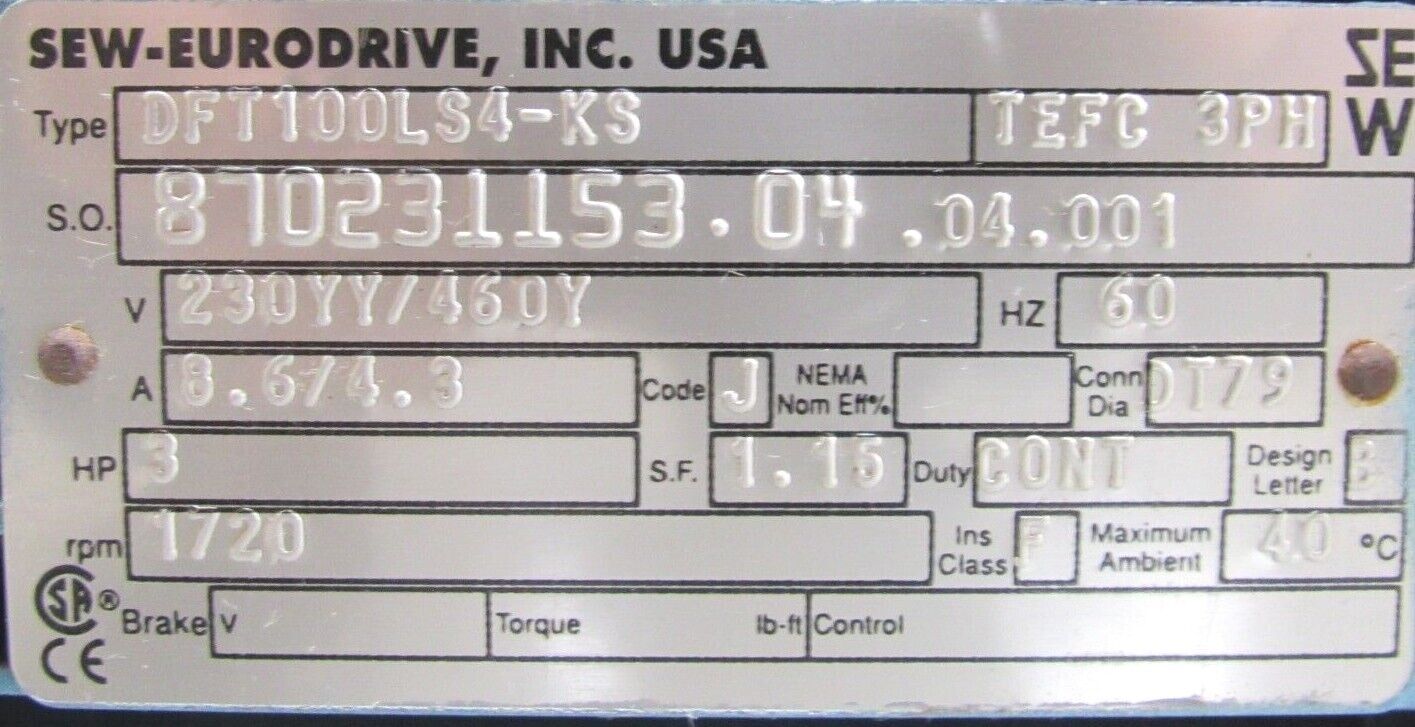 SEW-EURODRIVE, INC. USA
SE
W
Type DFT100LS4-KS TEFC 3PH
S.O. 870231153.04.04.001
V 230YY/460Y HZ 60
A 8.6/4.3 Code J NEMA Nom Eff% Conn Dia DT79
HP 3 S.F. 1.15 Duty CONT Design Letter B
rpm 1720 Ins Class F Maximum Ambient 40 °C
SA ® Brake V Torque lb-ft Control
CE